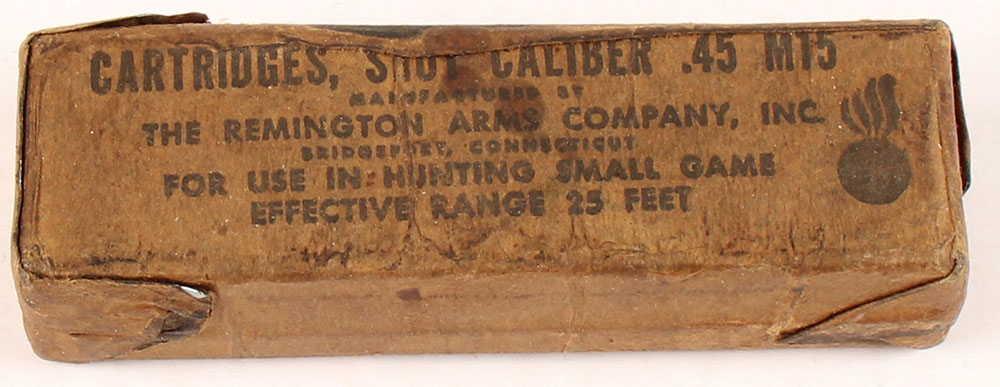 CARTRIDGES, SHOT CALIBER .45 M15
MANUFACTURED BY
THE REMINGTON ARMS COMPANY, INC.
BRIDGEPORT, CONNECTICUT
FOR USE IN HUNTING SMALL GAME
EFFECTIVE RANGE 25 FEET